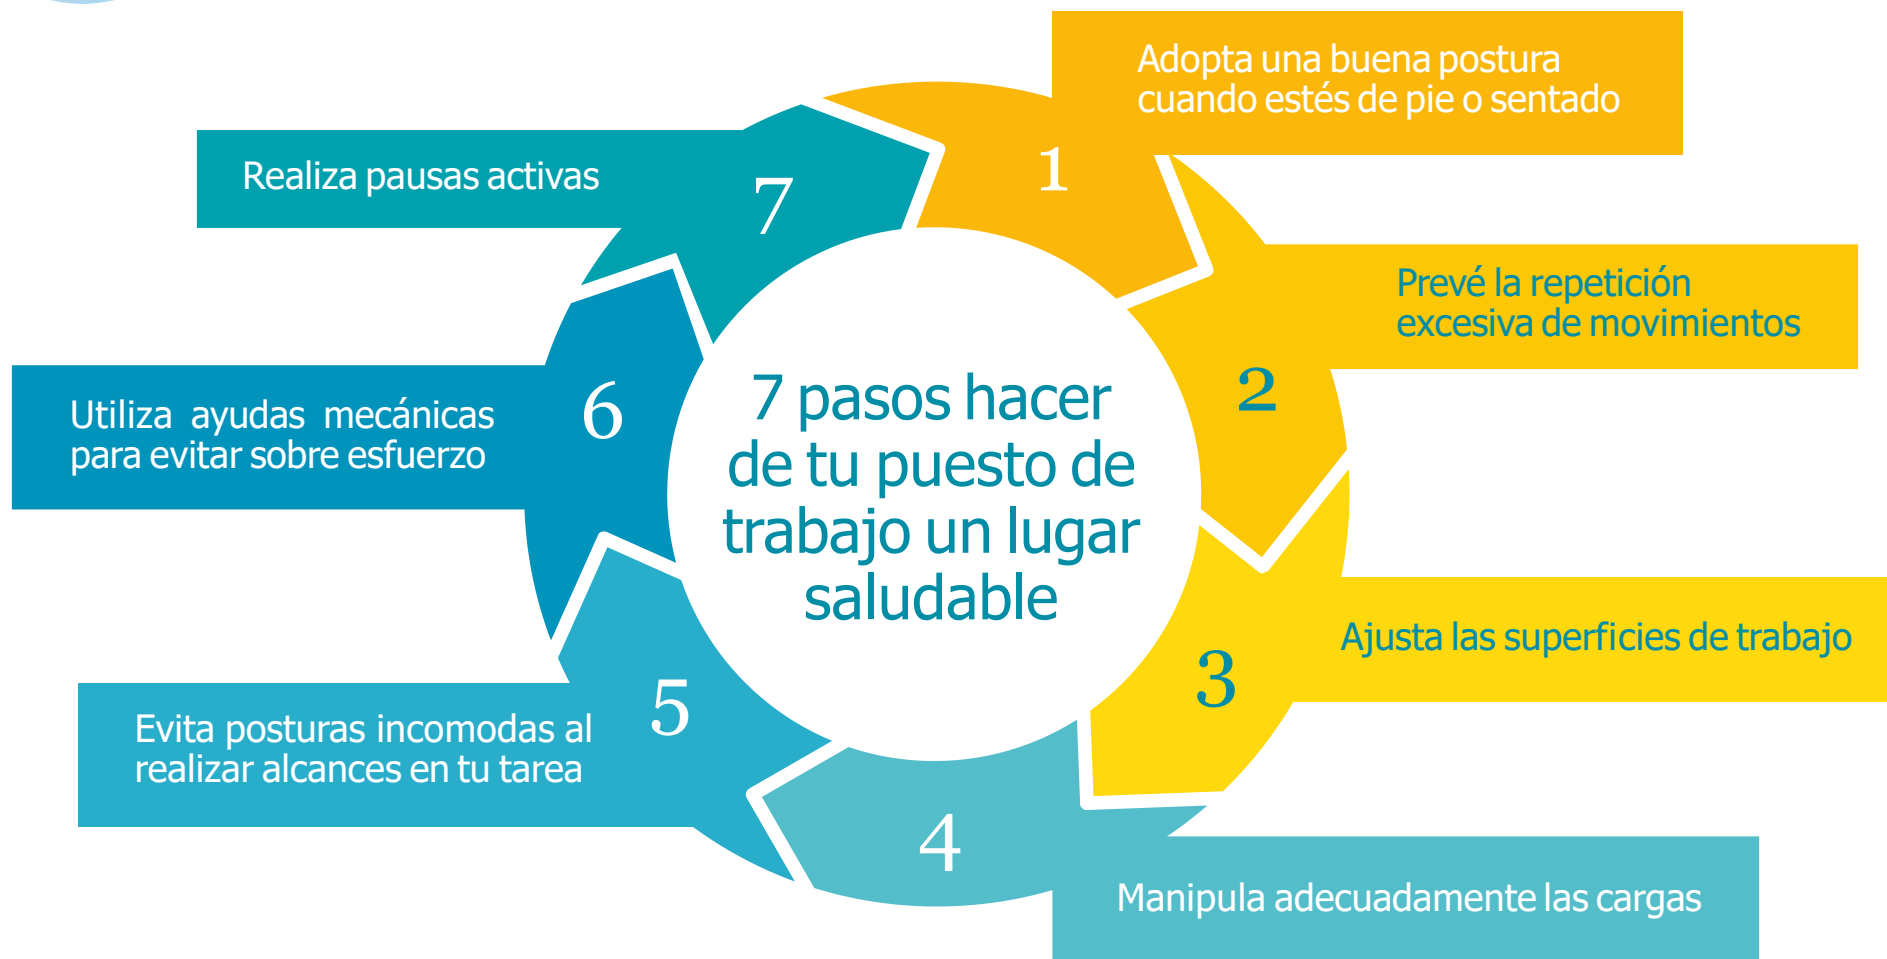 7 pasos hacer
de tu puesto de
trabajo un lugar
saludable
1
Adopta una buena postura
cuando estés de pie o sentado
2
Prevé la repetición
excesiva de movimientos
3
Ajusta las superficies de trabajo
4
Manipula adecuadamente las cargas
5
Evita posturas incomodas al
realizar alcances en tu tarea
6
Utiliza ayudas mecánicas
para evitar sobre esfuerzo
7
Realiza pausas activas